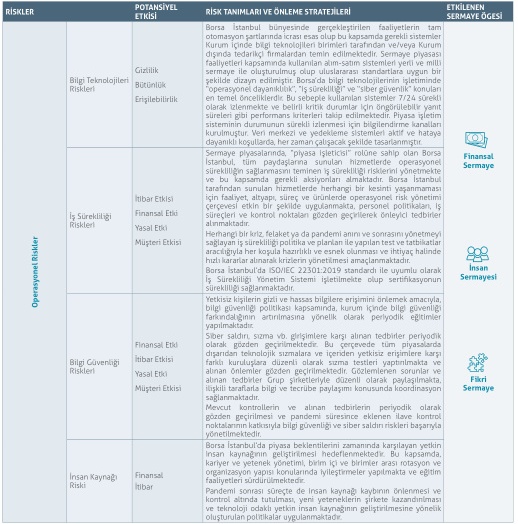 RİSKLER
POTANSİYEL
ETKİSİ
RİSK TANIMLARI VE ÖNLEME STRATEJİLERİ
ETKİLENEN
SERMAYE ÖGESİ
Operasyonel Riskler
Bilgi Teknolojileri
Riskleri
Gizlilik
Bütünlük
Erişilebilirlik
Borsa İstanbul bünyesinde gerçekleştirilen faaliyetlerin tam
otomasyon şartlarında icrası esas olup bu kapsamda gerekli sistemler
Kurum içinde bilgi teknolojileri birimleri tarafından ve/veya Kurum
dışında tedarikçi firmalardan temin edilmektedir. Sermaye piyasası
faaliyetleri kapsamında kullanılan alım-satım sistemleri yerli ve milli
sermaye ile oluşturulmuş olup uluslararası standartlara uygun bir
şekilde dizayn edilmiştir. Borsa'da bilgi teknolojilerinin işletiminde
"operasyonel dayanıklılık", "iş sürekliliği" ve "siber güvenlik" konuları
en temel önceliklerdir. Bu sebeple kullanılan sistemler 7/24 sürekli
olarak izlenmekte ve belirli kritik durumlar için öngörülebilir yanıt
süreleri gibi performans kriterleri takip edilmektedir. Piyasa işletim
sisteminin durumunun sürekli izlenmesi için bilgilendirme kanalları
kurulmuştur. Veri merkezi ve yedekleme sistemleri aktif ve hataya
dayanıklı koşullarda, her zaman çalışacak şekilde tasarlanmıştır.
İş Sürekliliği
Riskleri
İtibar Etkisi
Finansal Etki
Yasal Etki
Müşteri Etkisi
Sermaye piyasalarında, "piyasa işleticisi" rolüne sahip olan Borsa
İstanbul, tüm paydaşlarına sunulan hizmetlerde operasyonel
sürekliliğin sağlanmasını teminen iş sürekliliği risklerini yönetmekte
ve bu kapsamda gerekli aksiyonları almaktadır. Borsa İstanbul
tarafından sunulan hizmetlerde herhangi bir kesinti yaşanmaması
için faaliyet, altyapı, süreç ve ürünlerde operasyonel risk yönetimi
çerçevesi etkin bir şekilde uygulanmakta, personel politikaları, iş
süreçleri ve kontrol noktaları gözden geçirilerek önleyici tedbirler
alınmaktadır.
Herhangi bir kriz, felaket ya da pandemi anını ve sonrasını yönetmeyi
sağlayan iş sürekliliği politika ve planları ile yapılan test ve tatbikatlar
aracılığıyla her koşula hazırlıklı ve esnek olunması ve ihtiyaç halinde
hızlı kararlar alınarak krizlerin yönetilmesi amaçlanmaktadır.
Borsa İstanbul'da ISO/IEC 22301:2019 standardı ile uyumlu olarak
İş Sürekliliği Yönetim Sistemi işletilmekte olup sertifikasyonun
sürekliliği sağlanmaktadır.
Bilgi Güvenliği
Riskleri
Finansal Etki
İtibar Etkisi
Yasal Etki
Müşteri Etkisi
Yetkisiz kişilerin gizli ve hassas bilgilere erişimini önlemek amacıyla,
bilgi güvenliği politikası kapsamında, kurum içinde bilgi güvenliği
farkındalığının artırılmasına yönelik olarak periyodik eğitimler
yapılmaktadır.
Siber saldırı, sızma vb. girişimlere karşı alınan tedbirler periyodik
olarak gözden geçirilmektedir. Bu çerçevede tüm piyasalarda
dışarıdan teknolojik sızmalara ve içeriden yetkisiz erişimlere karşı
farklı kuruluşlara düzenli olarak sızma testleri yaptırılmakta ve
alınan önlemler gözden geçirilmektedir. Gözlemlenen sorunlar ve
alınan tedbirler Grup şirketleriyle düzenli olarak paylaşılmakta,
ilişkili taraflarla bilgi ve tecrübe paylaşımı konusunda koordinasyon
sağlanmaktadır.
Mevcut kontrollerin ve alınan tedbirlerin periyodik olarak
gözden geçirilmesi ve pandemi süresince eklenen ilave kontrol
noktalarının katkısıyla bilgi güvenliği ve siber saldırı riskleri başarıyla
yönetilmektedir.
İnsan Kaynağı
Riski
Finansal
İtibar
Borsa İstanbul'da piyasa beklentilerini zamanında karşılayan yetkin
insan kaynağının geliştirilmesi hedeflenmektedir. Bu kapsamda,
kariyer ve yetenek yönetimi, birim içi ve birimler arası rotasyon ve
organizasyon yapısı konularında iyileştirmeler yapılmakta ve eğitim
faaliyetleri sürdürülmektedir.
Pandemi sonrası süreçte de insan kaynağı kaybının önlenmesi ve
kontrol altında tutulması, yeni yeteneklerin şirkete kazandırılması
ve teknoloji odaklı yetkin insan kaynağının geliştirilmesine yönelik
oluşturulan politikalar uygulanmaktadır.
Finansal
Sermaye
İnsan
Sermayesi
Fikri
Sermaye